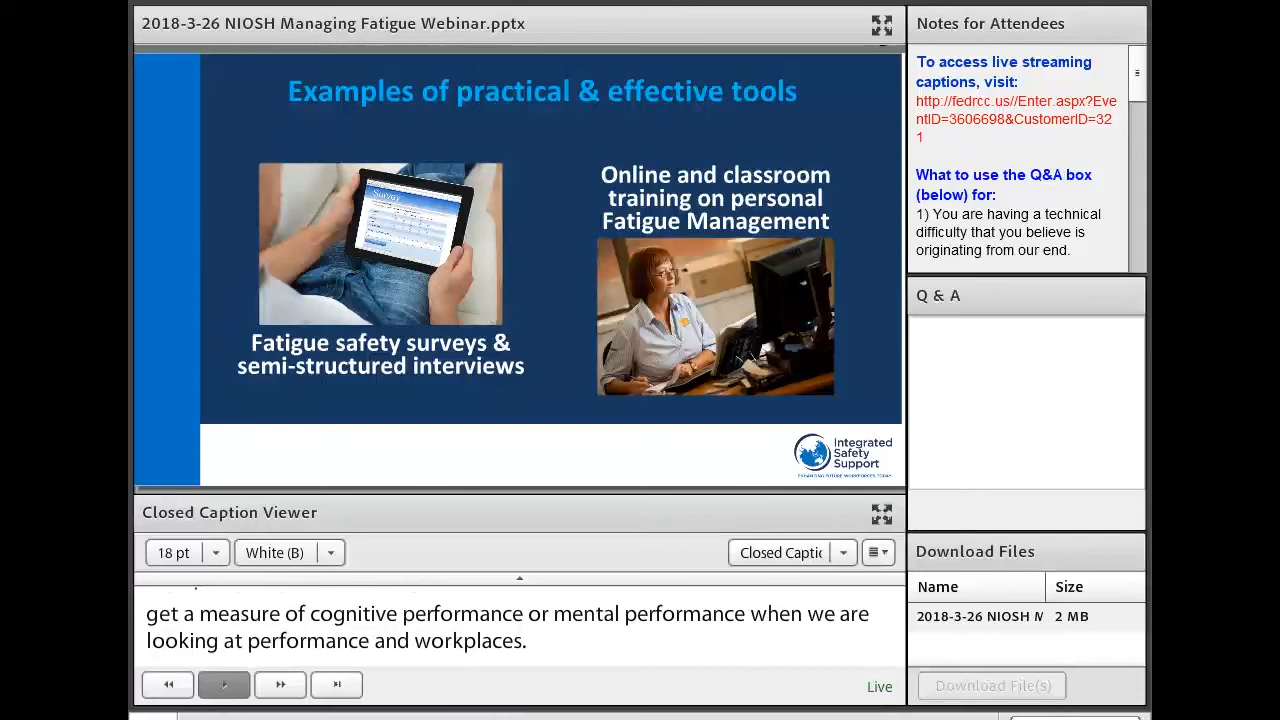 2018-3-26 NIOSH Managing Fatigue Webinar.pptx
Examples of practical & effective tools
Survey
Fatigue safety surveys &
semi-structured interviews
Online and classroom
training on personal
Fatigue Management
Integrated
Safety
Support
ENHANCING FUTURE WORKFORCES TODAY
Closed Caption Viewer
18 pt
White (B)
Closed Captic
get a measure of cognitive performance or mental performance when we are
looking at performance and workplaces.
Live
Notes for Attendees
To access live streaming
captions, visit:
http://fedrcc.us//Enter.aspx?Eve
ntID=3606698&CustomerID=32
1
What to use the Q&A box
(below) for:
1) You are having a technical
difficulty that you believe is
originating from our end.
Q & A
Download Files
Name Size
2018-3-26 NIOSH M 2 MB
Download File(s)